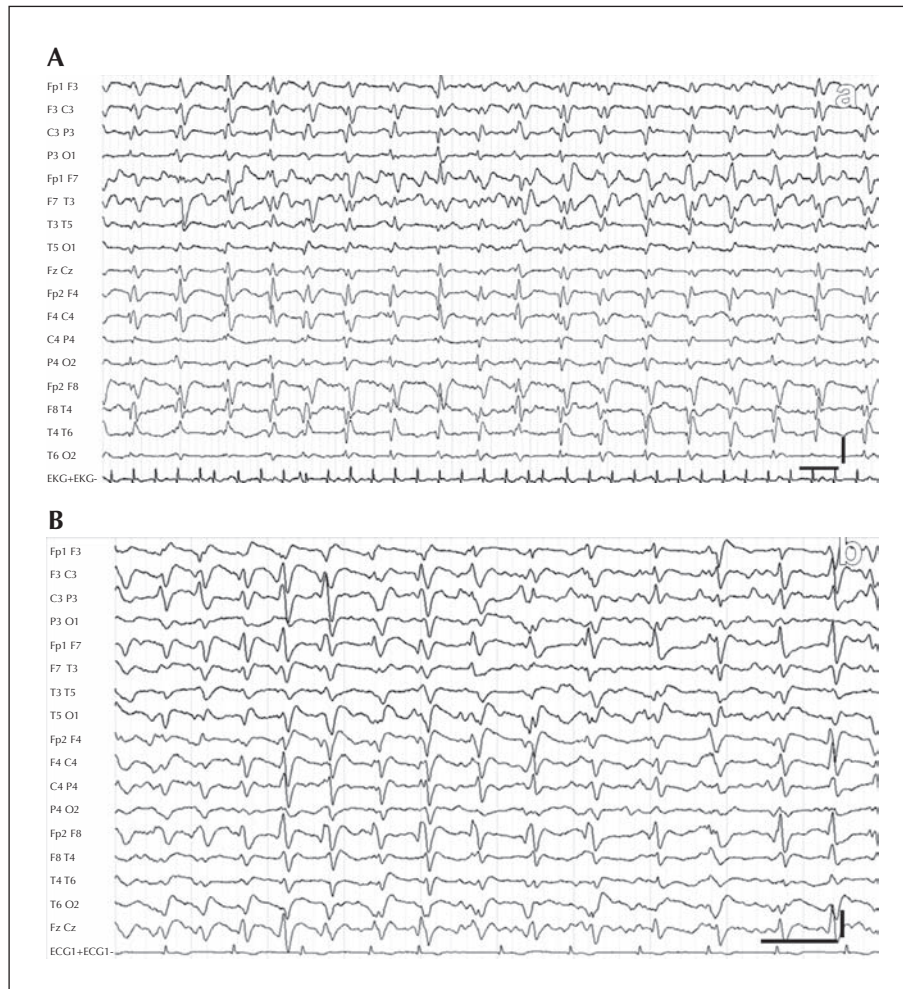 A
a
Fp1 F3
F3 C3
C3 P3
P3 O1
Fp1 F7
F7 T3
T3 T5
T5 O1
Fz Cz
Fp2 F4
F4 C4
C4 P4
P4 O2
Fp2 F8
F8 T4
T4 T6
T6 O2
EKG+EKG-
B
b
Fp1 F3
F3 C3
C3 P3
P3 O1
Fp1 F7
F7 T3
T3 T5
T5 O1
Fp2 F4
F4 C4
C4 P4
P4 O2
Fp2 F8
F8 T4
T4 T6
T6 O2
Fz Cz
ECG1+ECG1-